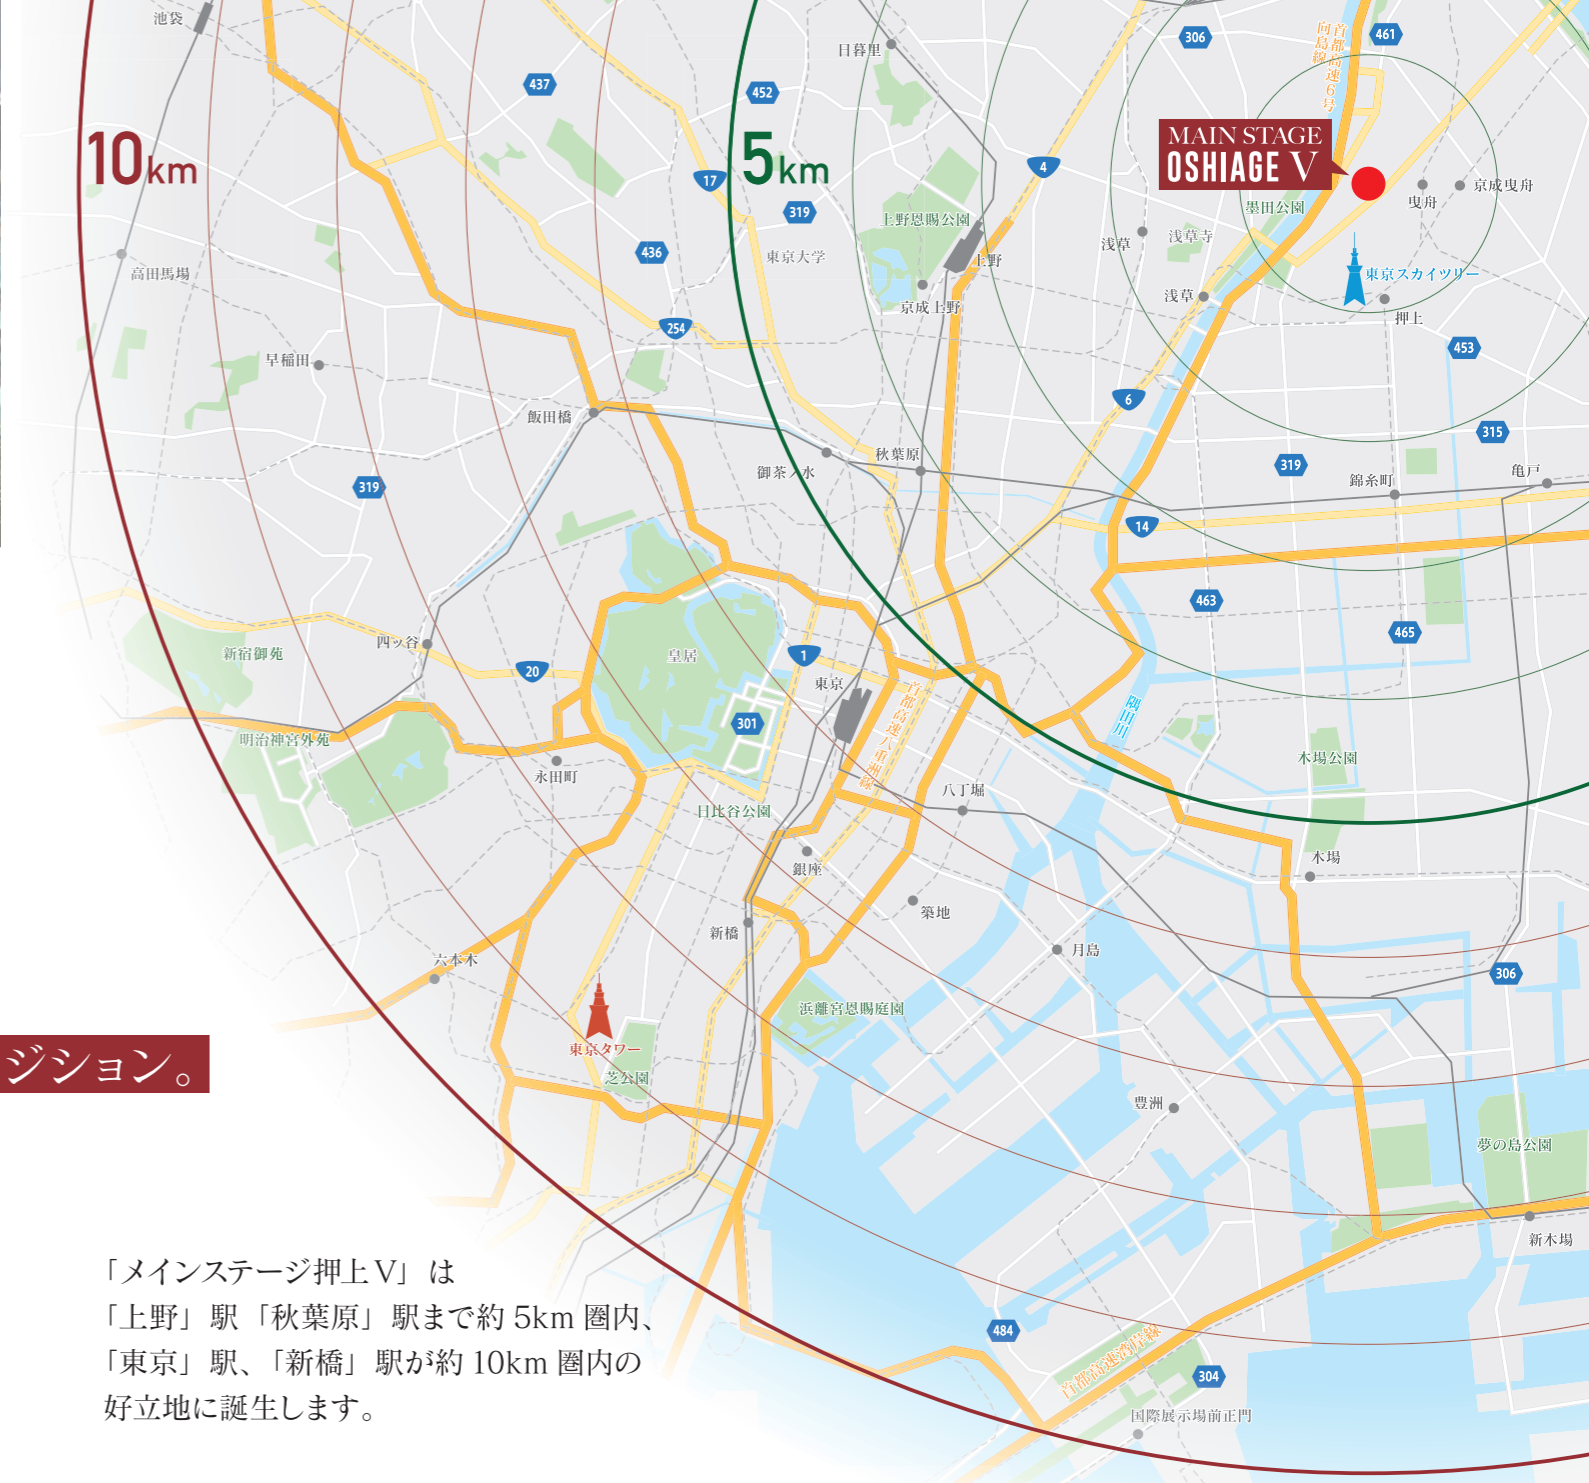 池袋
日暮里
306
461
首都高速6号
向島線
437
452
10km
5km
MAIN STAGE
OSHIAGE V
17
4
319
曳舟
京成曳舟
墨田公園
上野恩賜公園
436
東京大学
浅草
浅草寺
高田馬場
上野
東京スカイツリー
京成上野
浅草
押上
254
453
早稲田
6
飯田橋
315
御茶ノ水
秋葉原
319
錦糸町
亀戸
319
14
463
465
四ッ谷
新宿御苑
皇居
1
20
東京
301
首都高速八重洲線
隅田川
明治神宮外苑
永田町
木場公園
八丁堀
日比谷公園
銀座
木場
築地
新橋
月島
六本木
306
浜離宮恩賜庭園
東京タワー
ジション。
芝公園
豊洲
夢の島公園
新木場
「メインステージ押上V」は
「上野」駅「秋葉原」駅まで約5km圏内、
「東京」駅、「新橋」駅が約10km圏内の
好立地に誕生します。
484
首都高速湾岸線
304
国際展示場前正門